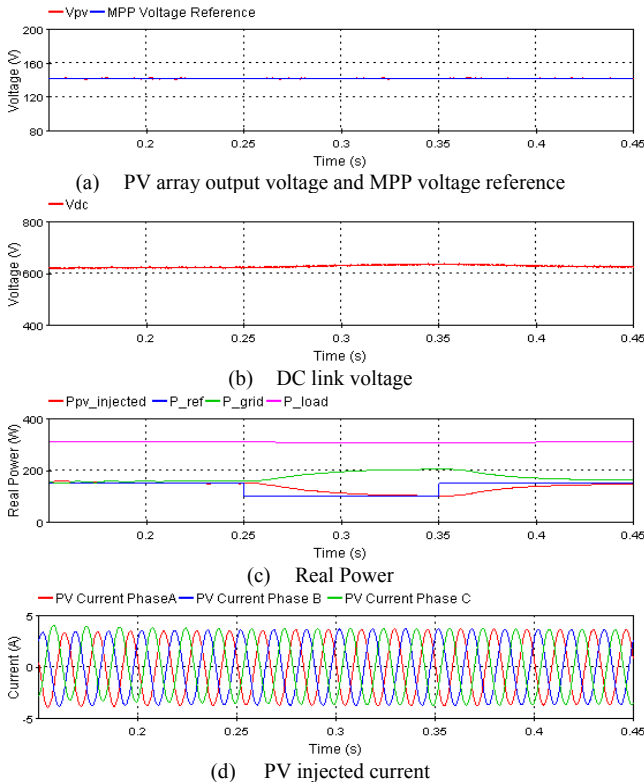 Vpv MPP Voltage Reference
200
160
120
80
Voltage (V)
0.2 0.25 0.3 0.35 0.4 0.45
Time (s)
(a) PV array output voltage and MPP voltage reference
Vdc
800
600
400
Voltage (V)
0.2 0.25 0.3 0.35 0.4 0.45
Time (s)
(b) DC link voltage
Ppv_injected P_ref P_grid P_load
400
200
0
Real Power (W)
0.2 0.25 0.3 0.35 0.4 0.45
Time (s)
(c) Real Power
PV Current PhaseA PV Current Phase B PV Current Phase C
5
0
-5
Current (A)
0.2 0.25 0.3 0.35 0.4 0.45
Time (s)
(d) PV injected current